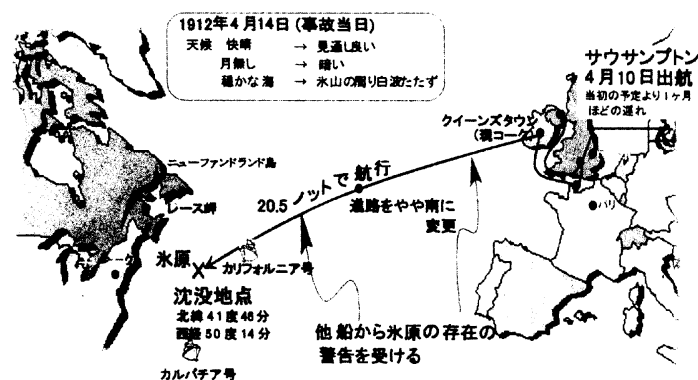 1912年4月14日(事故当日)
天候 快晴 → 見通し良い
月無し → 暗い
穏かな海 → 氷山の周り白波たたず
サウサンプトン
4月10日出航
当初の予定より1ヶ月
ほどの遅れ
クイーンズタウン
(現コーク)
パリ
ニューファンドランド島
レース岬
20.5 ノットで航行
進路をやや南に
変更
氷原
カリフォルニア号
沈没地点
北緯41度46分
西経50度14分
他船から氷原の存在の
警告を受ける
カルパチア号